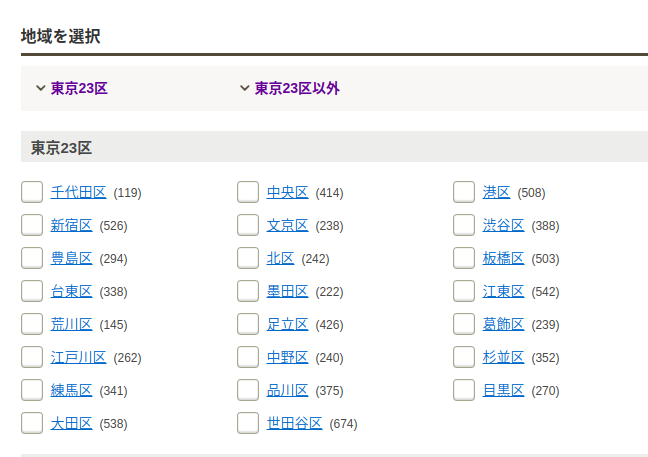 地域を選択
東京23区 東京23区以外
東京23区
千代田区 (119) 中央区 (414) 港区 (508)
新宿区 (526) 文京区 (238) 渋谷区 (388)
豊島区 (294) 北区 (242) 板橋区 (503)
台東区 (338) 墨田区 (222) 江東区 (542)
荒川区 (145) 足立区 (426) 葛飾区 (239)
江戸川区 (262) 中野区 (240) 杉並区 (352)
練馬区 (341) 品川区 (375) 目黒区 (270)
大田区 (538) 世田谷区 (674)